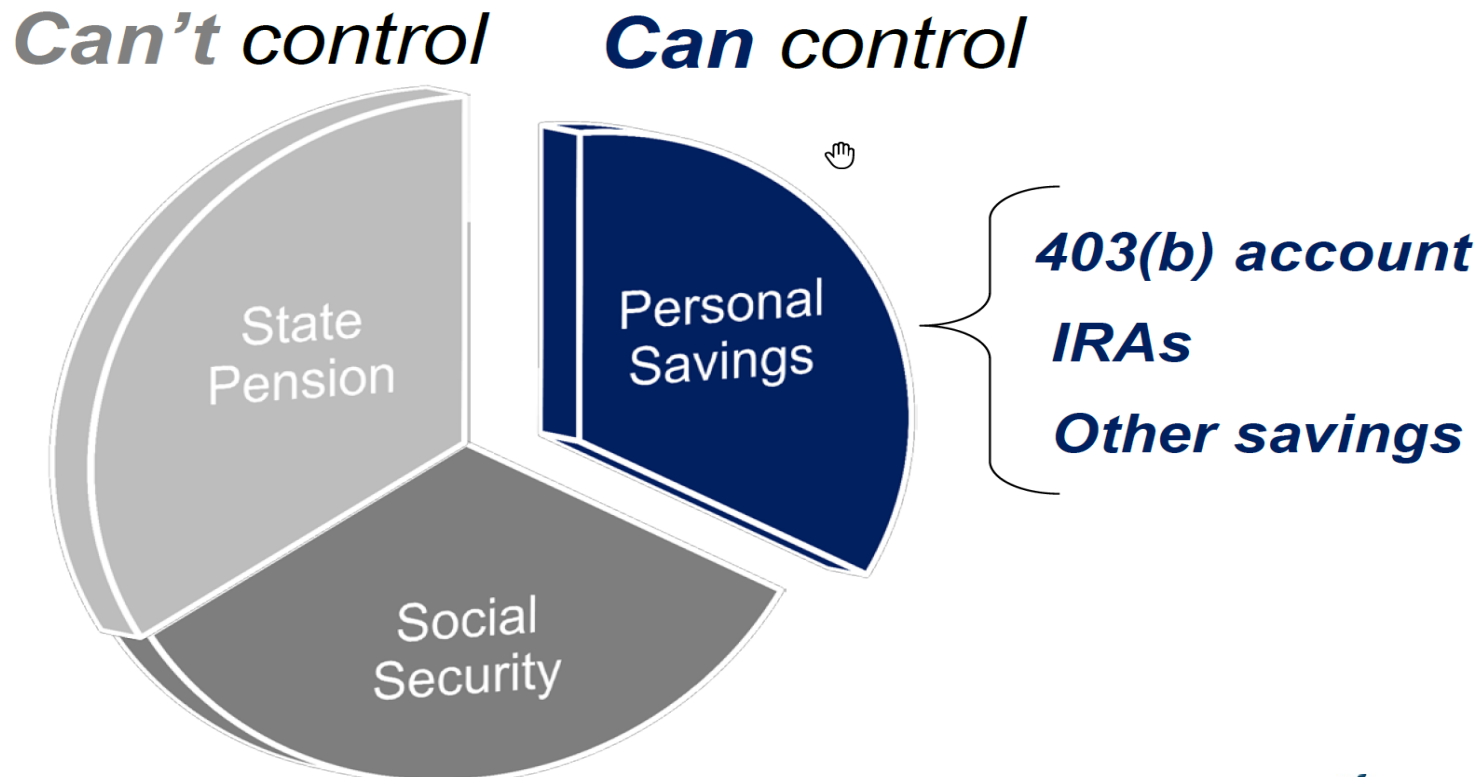 Can't control
Can control
State
Pension
Personal
Savings
Social
Security
403(b) account
IRAs
Other savings